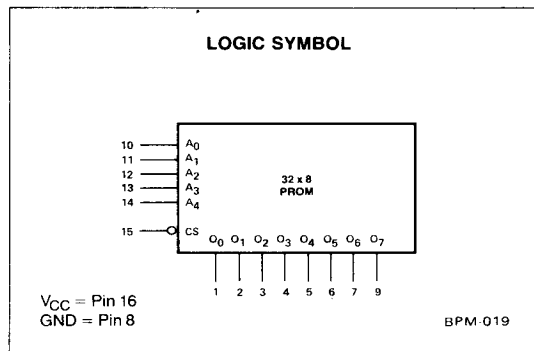 LOGIC SYMBOL
10 A0
11 A1
12 A2
13 A3
14 A4
32 x 8
PROM
15 CS
O0 O1 O2 O3 O4 O5 O6 O7
1 2 3 4 5 6 7 9
VCC = Pin 16
GND = Pin 8
BPM-019